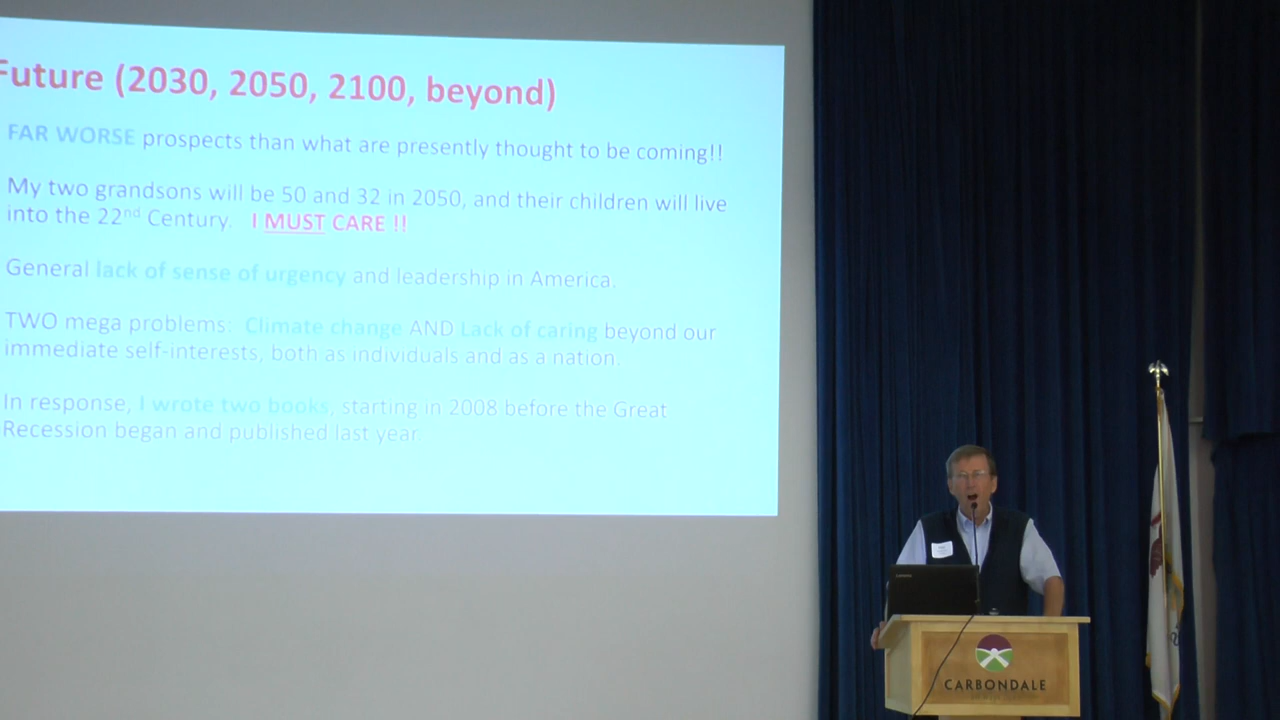 Future (2030, 2050, 2100, beyond)
FAR WORSE prospects than what are presently thought to be coming!!
My two grandsons will be 50 and 32 in 2050, and their children will live
into the 22nd Century. I MUST CARE !!
General lack of sense of urgency and leadership in America.
TWO mega problems: Climate change AND Lack of caring beyond our
immediate self-interests, both as individuals and as a nation.
In response, I wrote two books, starting in 2008 before the Great
Recession began and published last year.
CARBONDALE